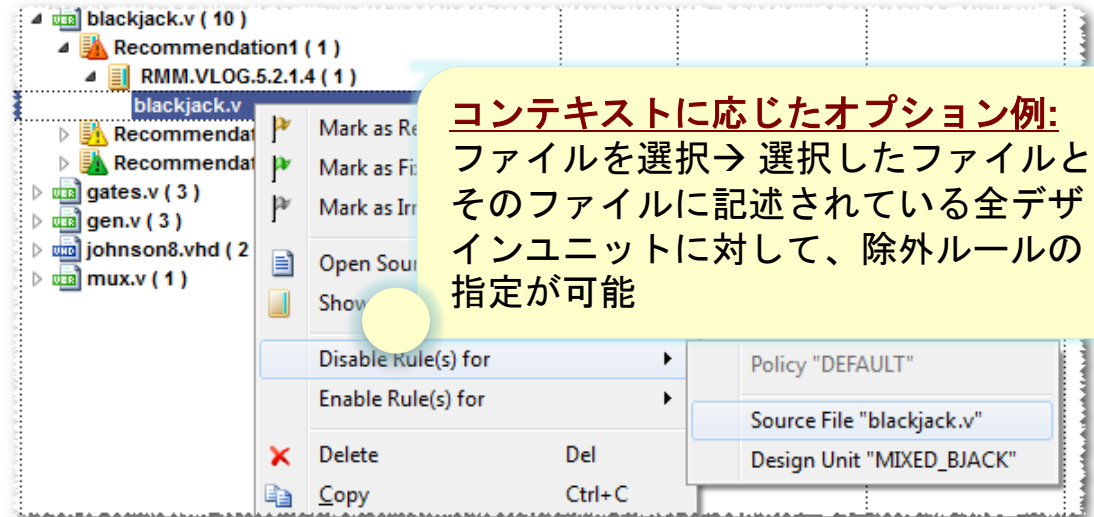 blackjack.v ( 10 )
Recommendation1 ( 1 )
RMM.VLOG.5.2.1.4 ( 1 )
blackjack.v
gates.v ( 3 )
gen.v ( 3 )
johnson8.vhd ( 2
mux.v ( 1 )
コンテキストに応じたオプション例:
ファイルを選択→ 選択したファイルと
そのファイルに記述されている全デザ
インユニットに対して、除外ルールの
指定が可能
Mark as
Mark as
Mark as
Open
Show
Disable Rule(s) for
Enable Rule(s) for
Delete Del
Copy Ctrl+C
Policy "DEFAULT"
Source File "blackjack.v"
Design Unit "MIXED_BJACK"